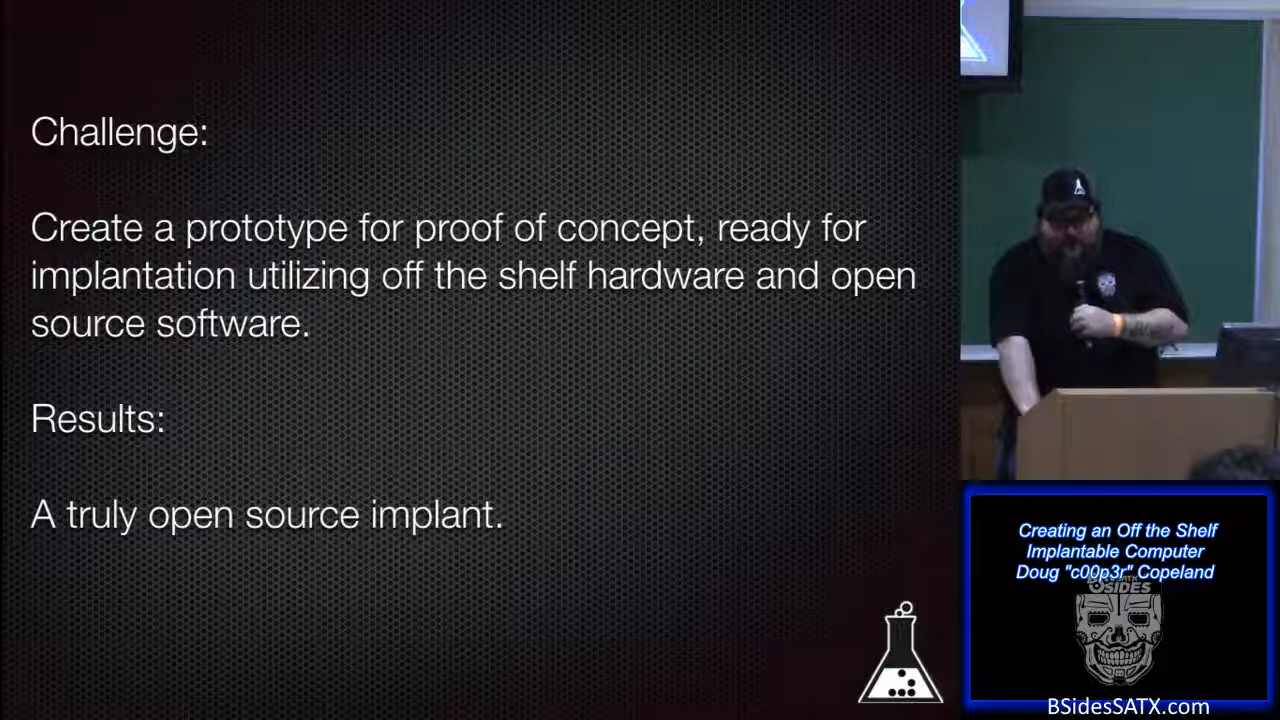 Challenge:
Create a prototype for proof of concept, ready for
implantation utilizing off the shelf hardware and open
source software.
Results:
A truly open source implant.
Creating an Off the Shelf
Implantable Computer
Doug "c00p3r" Copeland
BSIDES
BSidesSATX.com